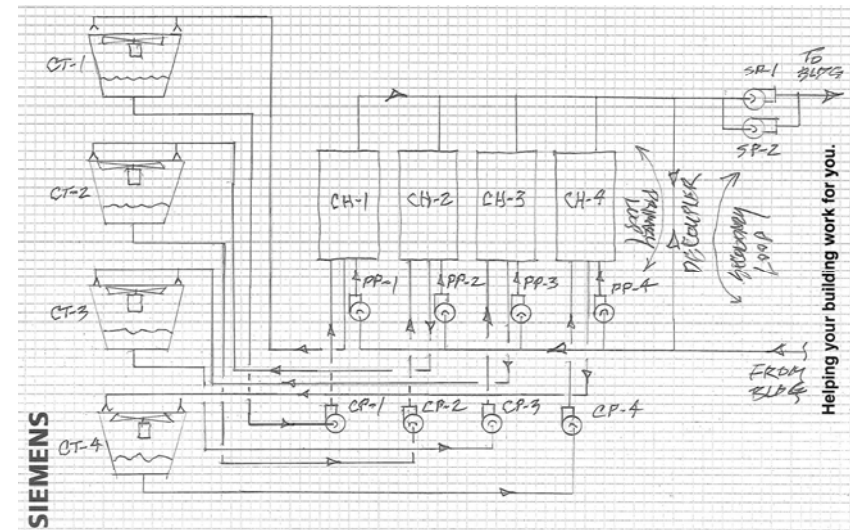 CT-1
CT-2
CT-3
CT-4
CH-1
CH-2
CH-3
CH-4
PP-1
PP-2
PP-3
PP-4
CP-1
CP-2
CP-3
CP-4
SP-1
SP-2
TO
BLDG
PRIMARY
LOOP
DECOUPLER
SECONDARY
LOOP
FROM
BLDG
SIEMENS
Helping your building work for you.